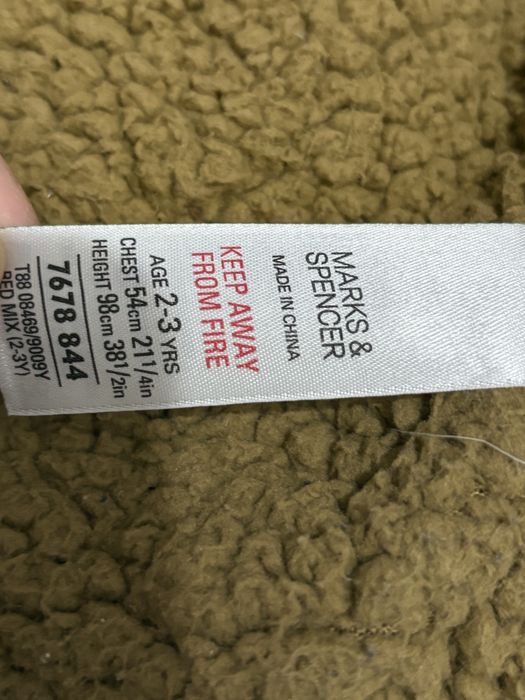 MARKS &
SPENCER
MADE IN CHINA
KEEP AWAY
FROM FIRE
AGE 2-3 YRS
CHEST 54cm 21 1/4in
HEIGHT 98cm 38 1/2in
7678 844
T88 08469/9009Y
RED MIX (2-3Y)